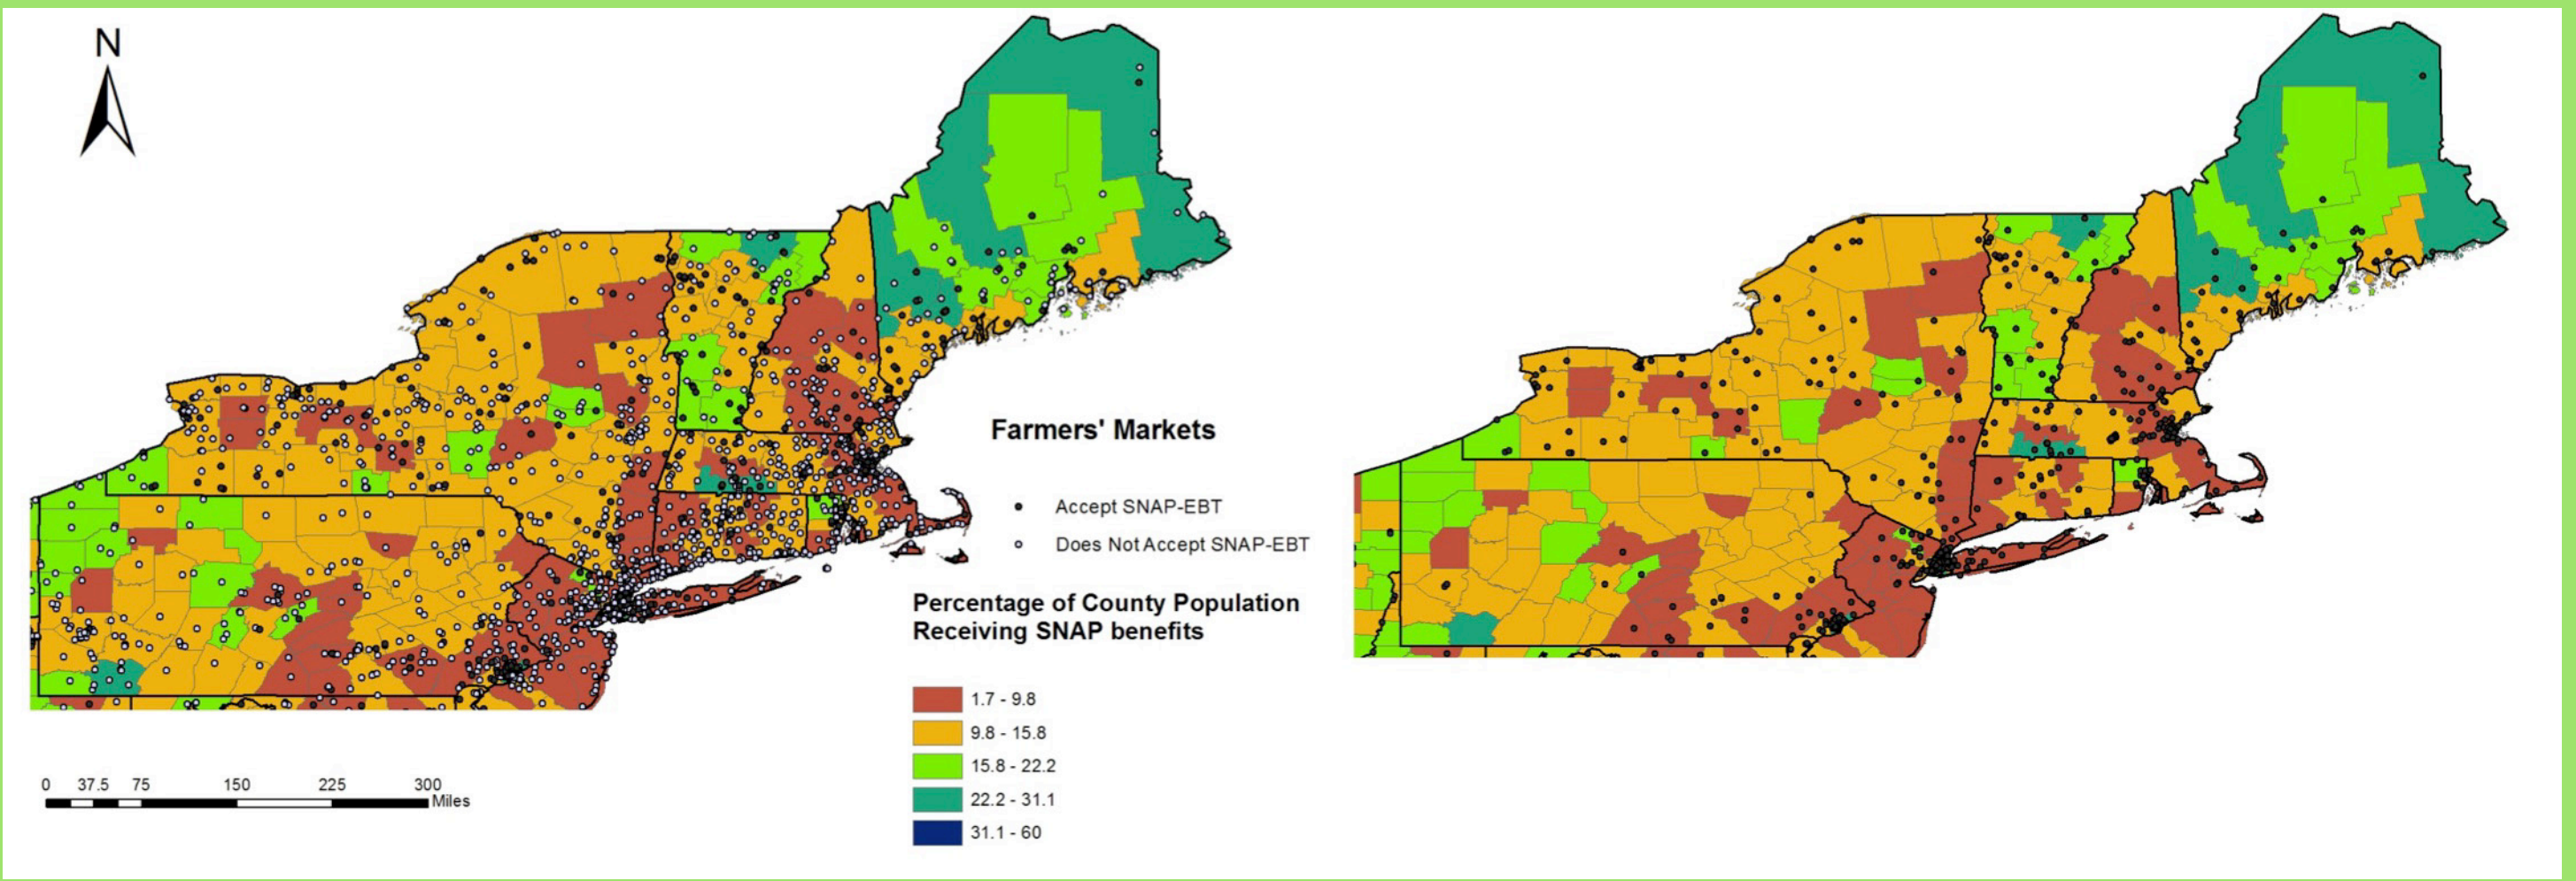 N
Farmers' Markets
Accept SNAP-EBT
Does Not Accept SNAP-EBT
Percentage of County Population
Receiving SNAP benefits
1.7 - 9.8
9.8 - 15.8
15.8 - 22.2
22.2 - 31.1
31.1 - 60
0 37.5 75 150 225 300
Miles